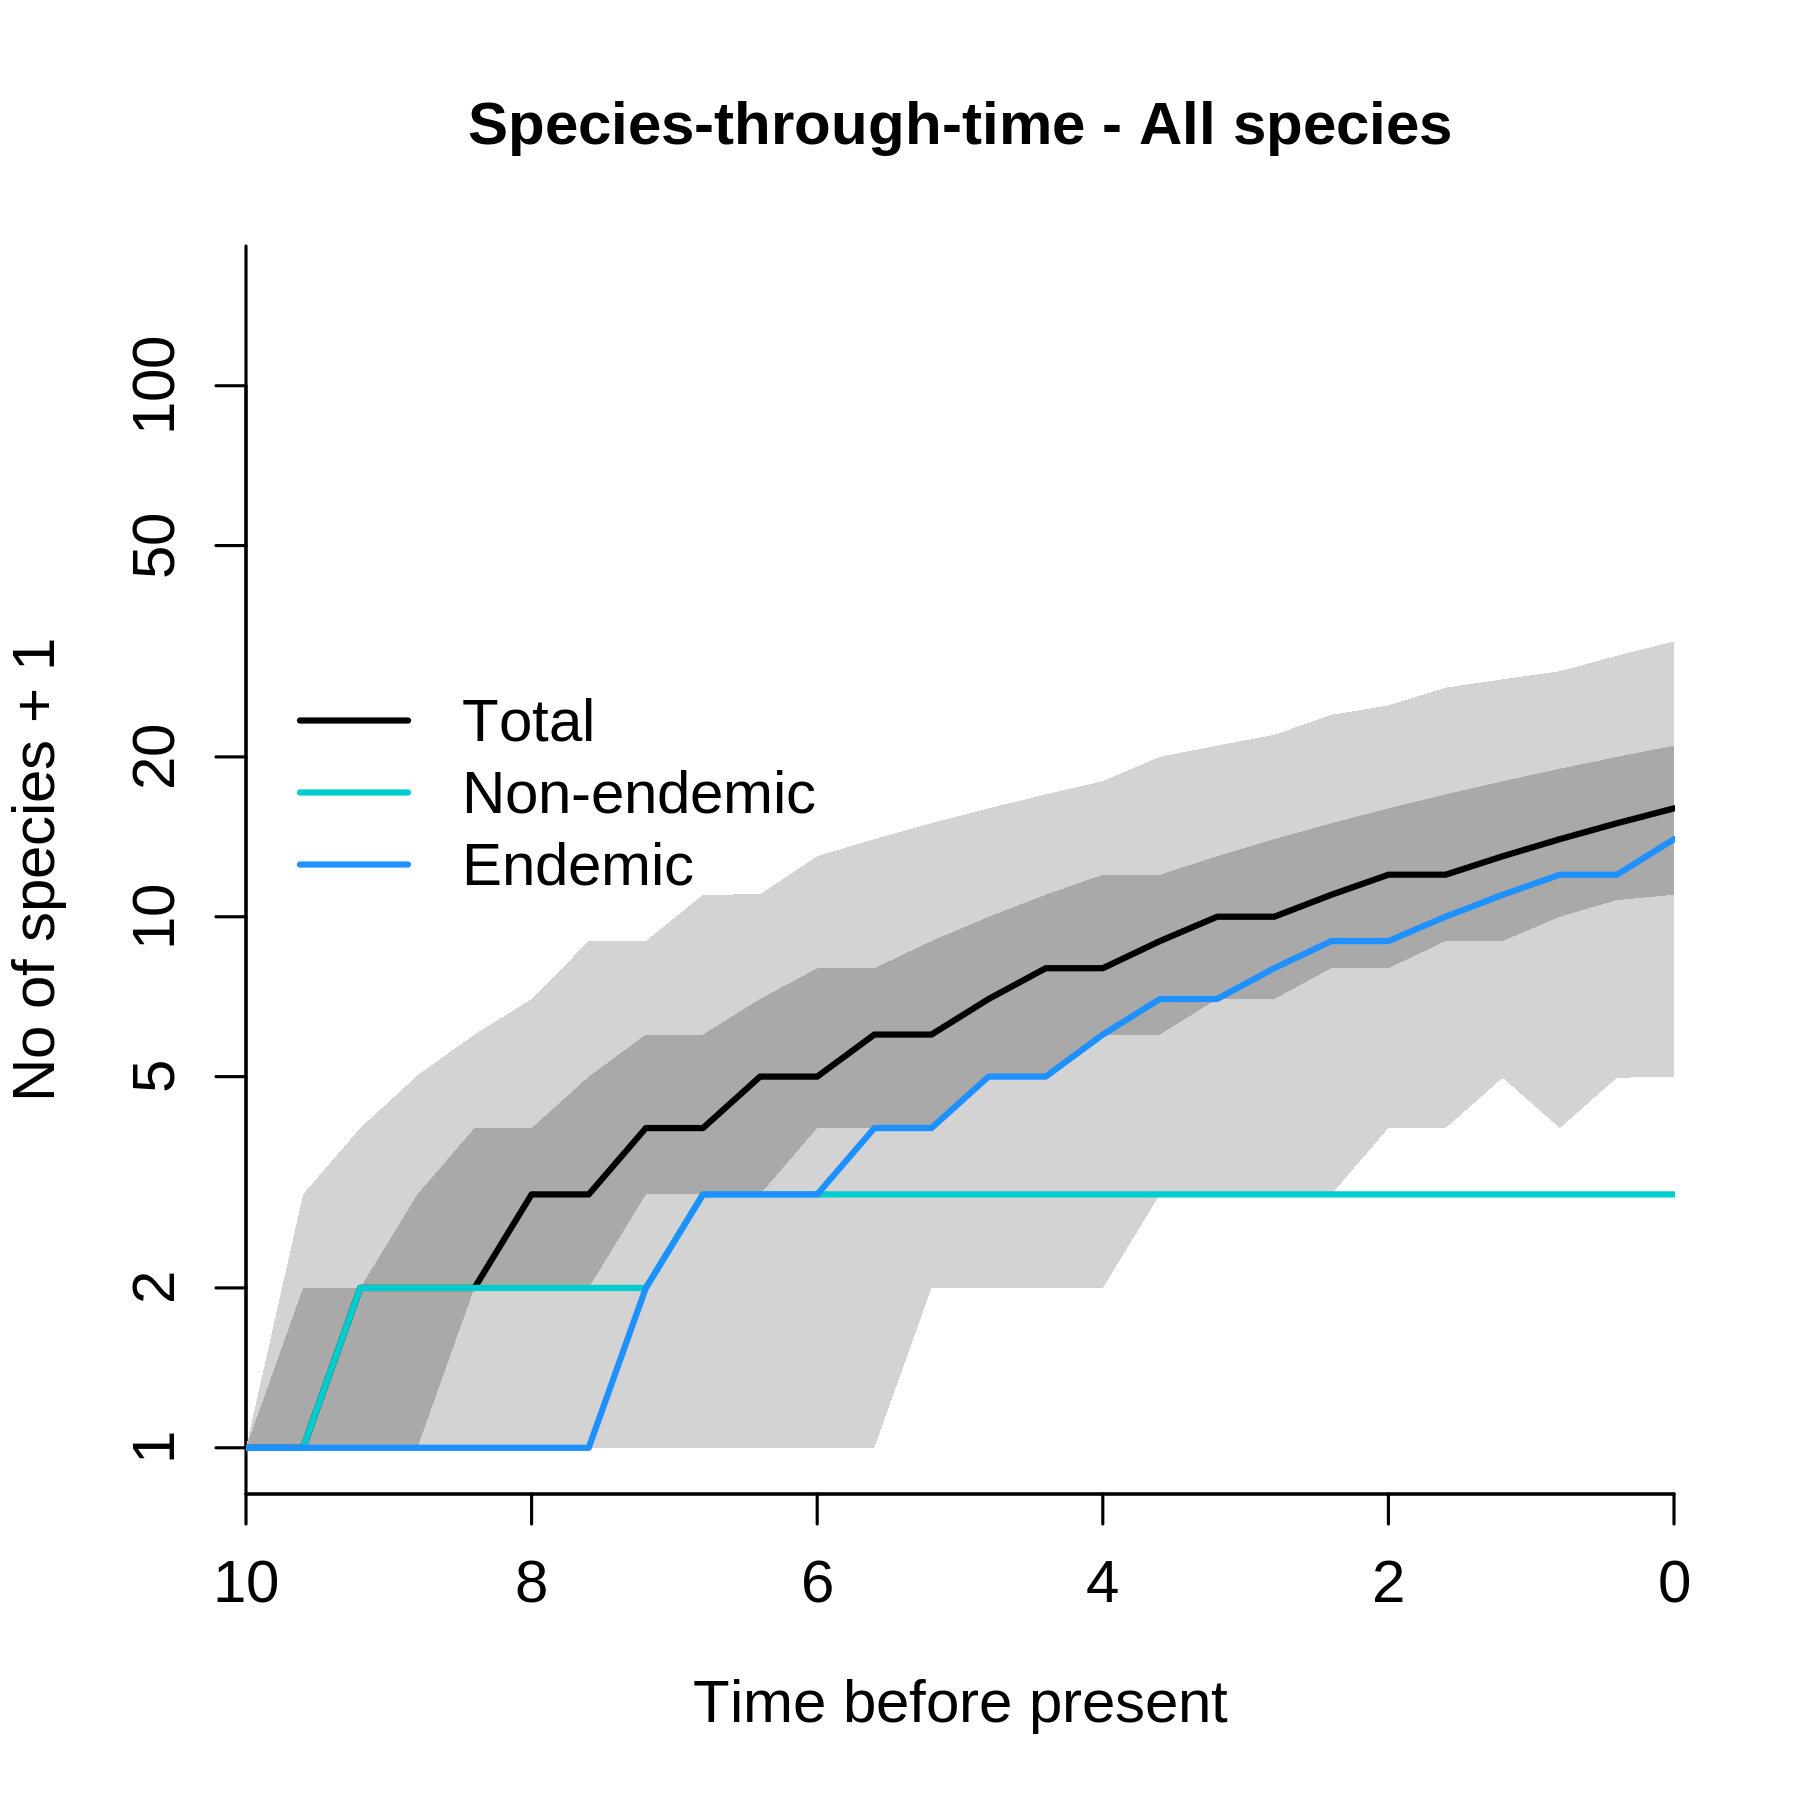 Species-through-time - All species
No of species + 1
100
50
20
10
5
2
1
Total
Non-endemic
Endemic
10 8 6 4 2 0
Time before present